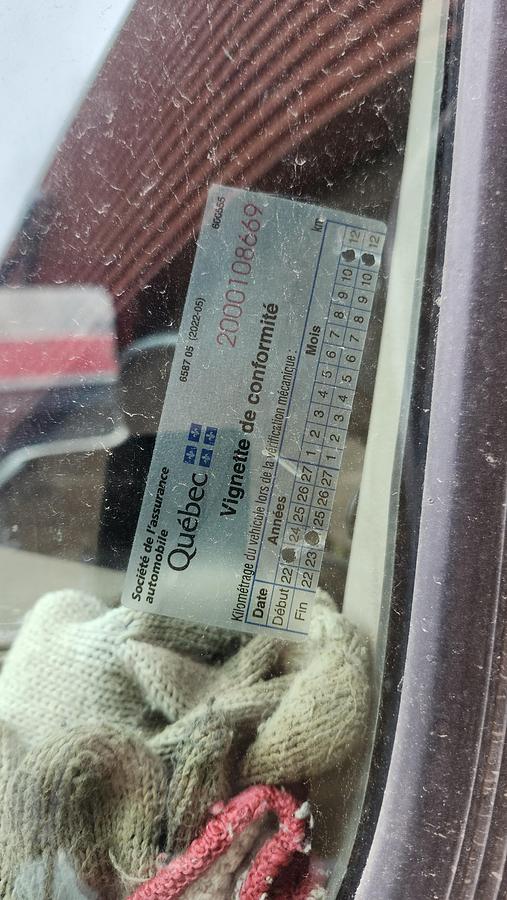 Société de l'assurance
automobile
Québec
6587 05 (2022-05)
600655
2000108669
Vignette de conformité
Kilométrage du véhicule lors de la vérification mécanique: km
Date Années Mois
Début 22 24 25 26 27 1 2 3 4 5 6 7 8 9 10 12
Fin 22 23 25 26 27 1 2 3 4 5 6 7 8 9 10 12